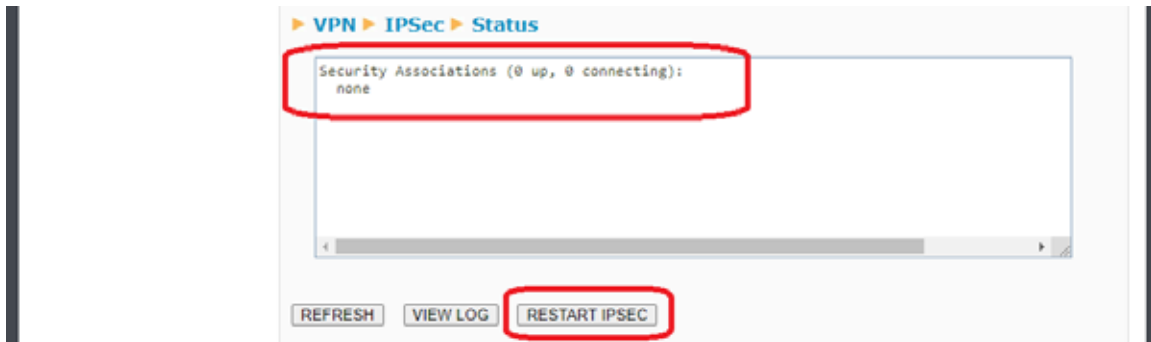 VPN IPSec Status
Security Associations (0 up, 0 connecting):
none
REFRESH VIEW LOG RESTART IPSEC